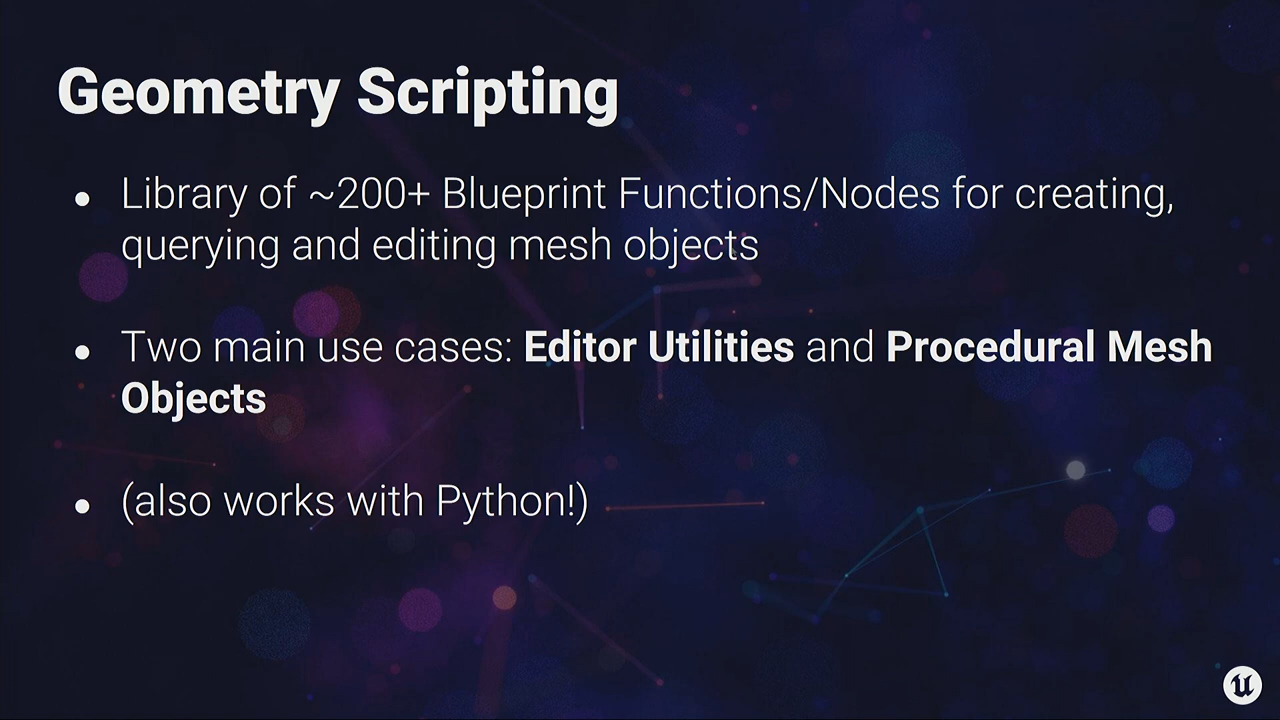 Geometry Scripting
● Library of ~200+ Blueprint Functions/Nodes for creating,
querying and editing mesh objects
● Two main use cases: Editor Utilities and Procedural Mesh
Objects
● (also works with Python!)